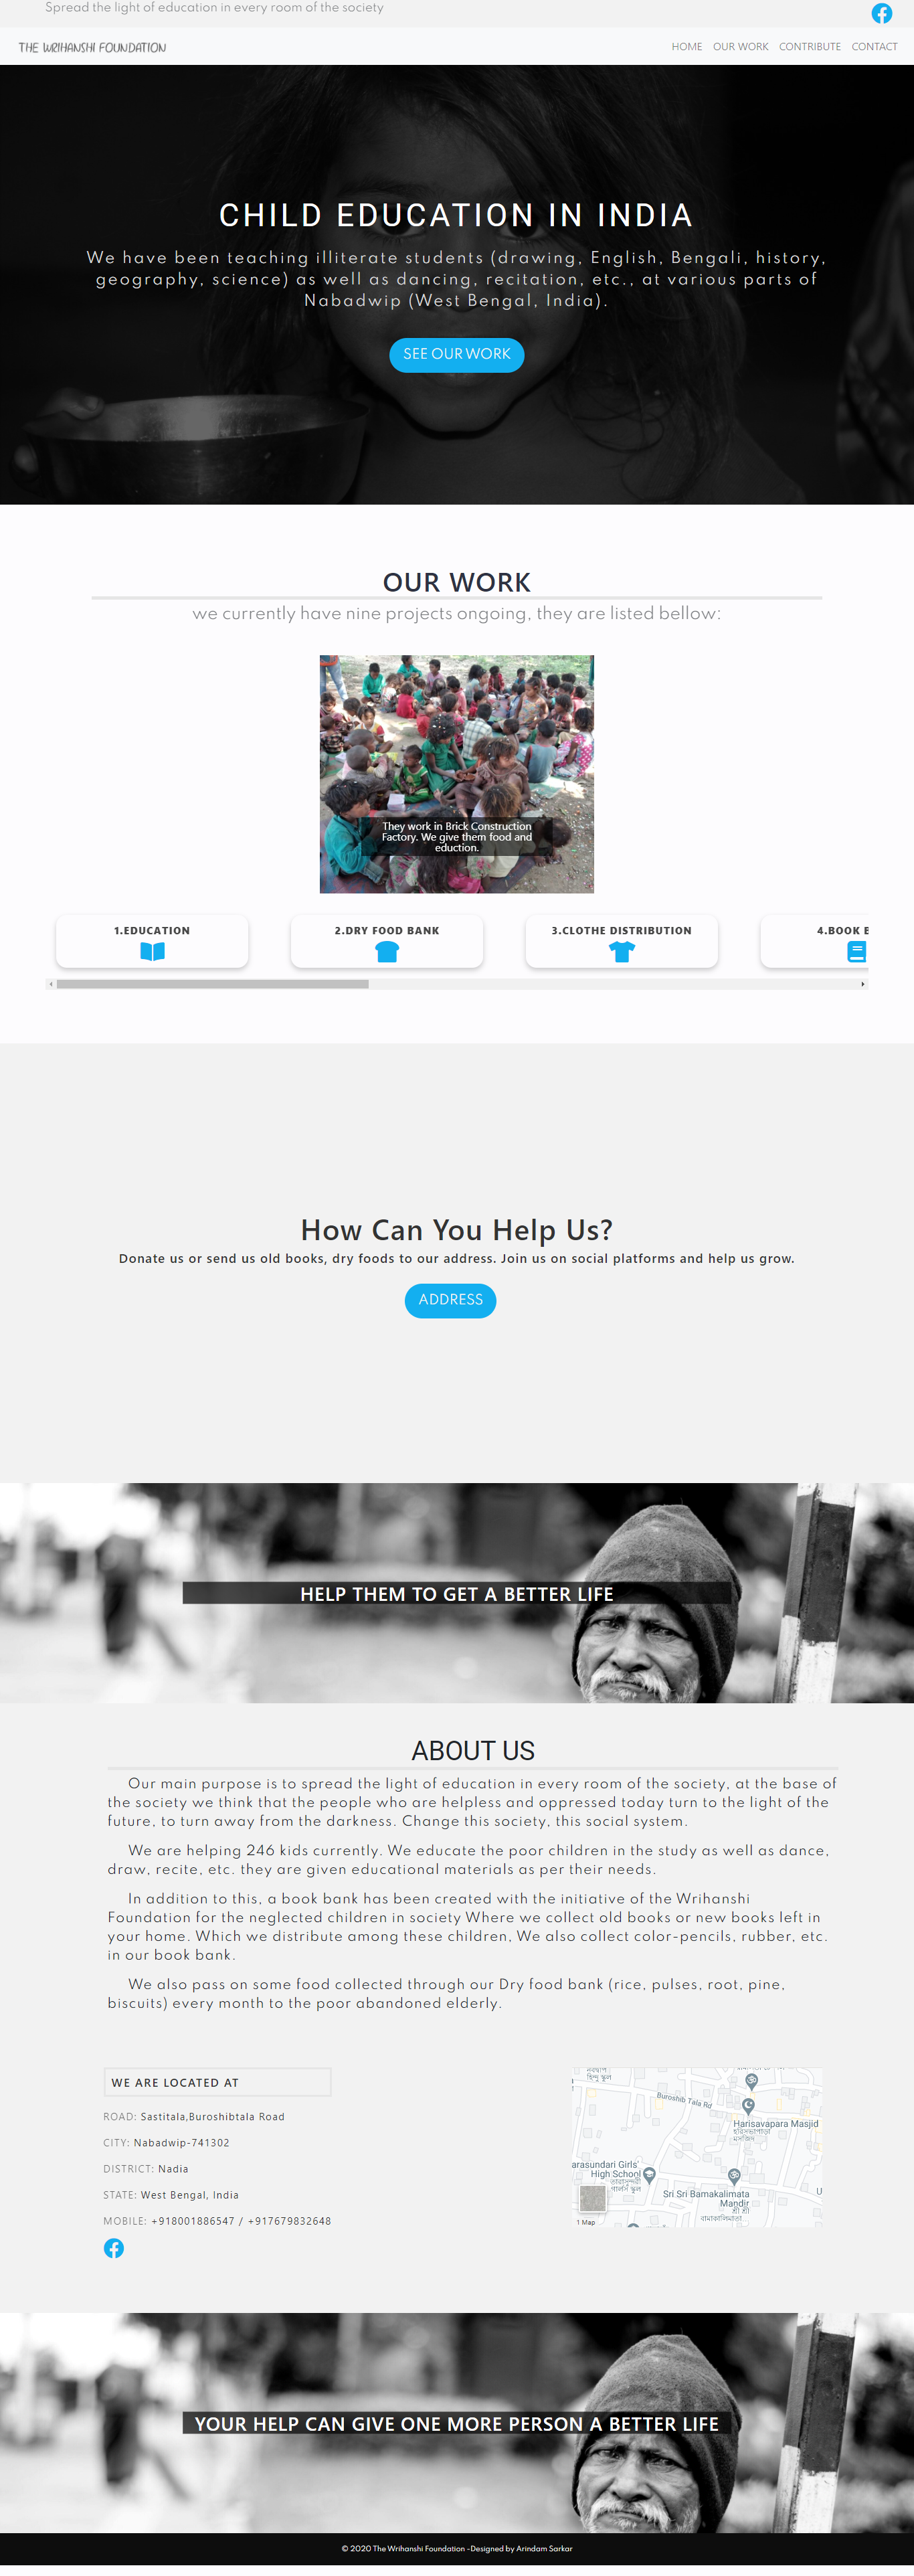 Spread the light of education in every room of the society
THE WRIHANSHI FOUNDATION
HOME OUR WORK CONTRIBUTE CONTACT
CHILD EDUCATION IN INDIA
We have been teaching illiterate students (drawing, English, Bengali, history,
geography, science) as well as dancing, recitation, etc., at various parts of
Nabadwip (West Bengal, India).
SEE OUR WORK
OUR WORK
we currently have nine projects ongoing, they are listed bellow:
They work in Brick Construction
Factory. We give them food and
eduction.
1.EDUCATION
2.DRY FOOD BANK
3.CLOTHE DISTRIBUTION
4.BOOK
How Can You Help Us?
Donate us or send us old books, dry foods to our address. Join us on social platforms and help us grow.
ADDRESS
HELP THEM TO GET A BETTER LIFE
ABOUT US
Our main purpose is to spread the light of education in every room of the society, at the base of
the society we think that the people who are helpless and oppressed today turn to the light of the
future, to turn away from the darkness. Change this society, this social system.
We are helping 246 kids currently. We educate the poor children in the study as well as dance,
draw, recite, etc. they are given educational materials as per their needs.
In addition to this, a book bank has been created with the initiative of the Wrihanshi
Foundation for the neglected children in society Where we collect old books or new books left in
your home. Which we distribute among these children, We also collect color-pencils, rubber, etc.
in our book bank.
We also pass on some food collected through our Dry food bank (rice, pulses, root, pine,
biscuits) every month to the poor abandoned elderly.
WE ARE LOCATED AT
ROAD: Sastitala,Buroshibtala Road
CITY: Nabadwip-741302
DISTRICT: Nadia
STATE: West Bengal, India
MOBILE: +918001886547 / +917679832648
হিন্দু স্কুল
Buroshib Tala Rd
Harisavapara Masjid
হরিসভাপাড়া
মসজিদ
arasundari Girls'
High School
তারাসুন্দরী
গার্লস স্কুল
Sri Sri Bamakalimata
Mandir
শ্রী শ্রী
বামাকালিমাতা
1 Map
YOUR HELP CAN GIVE ONE MORE PERSON A BETTER LIFE
© 2020 The Wrihanshi Foundation -Designed by Arindam Sarkar